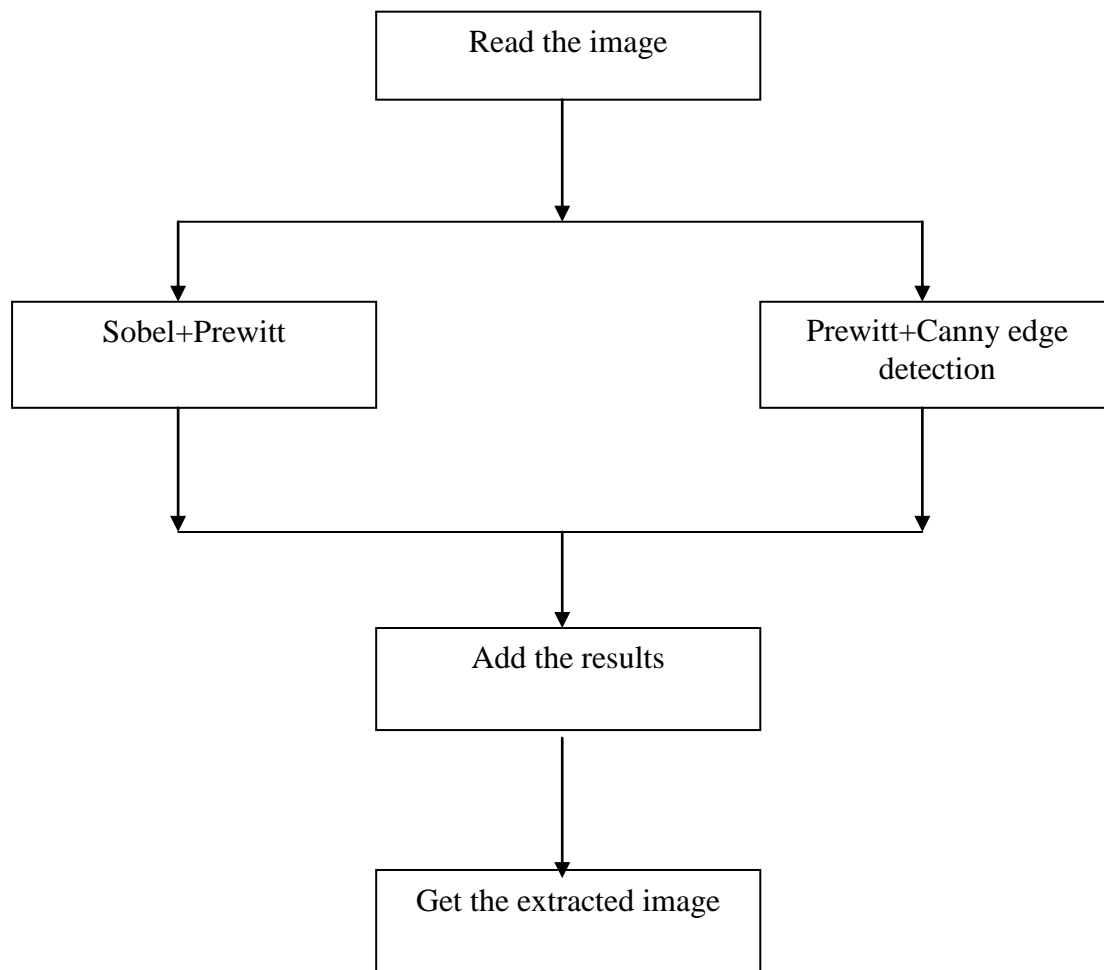 Read the image
Sobel+Prewitt
Prewitt+Canny edge
detection
Add the results
Get the extracted image